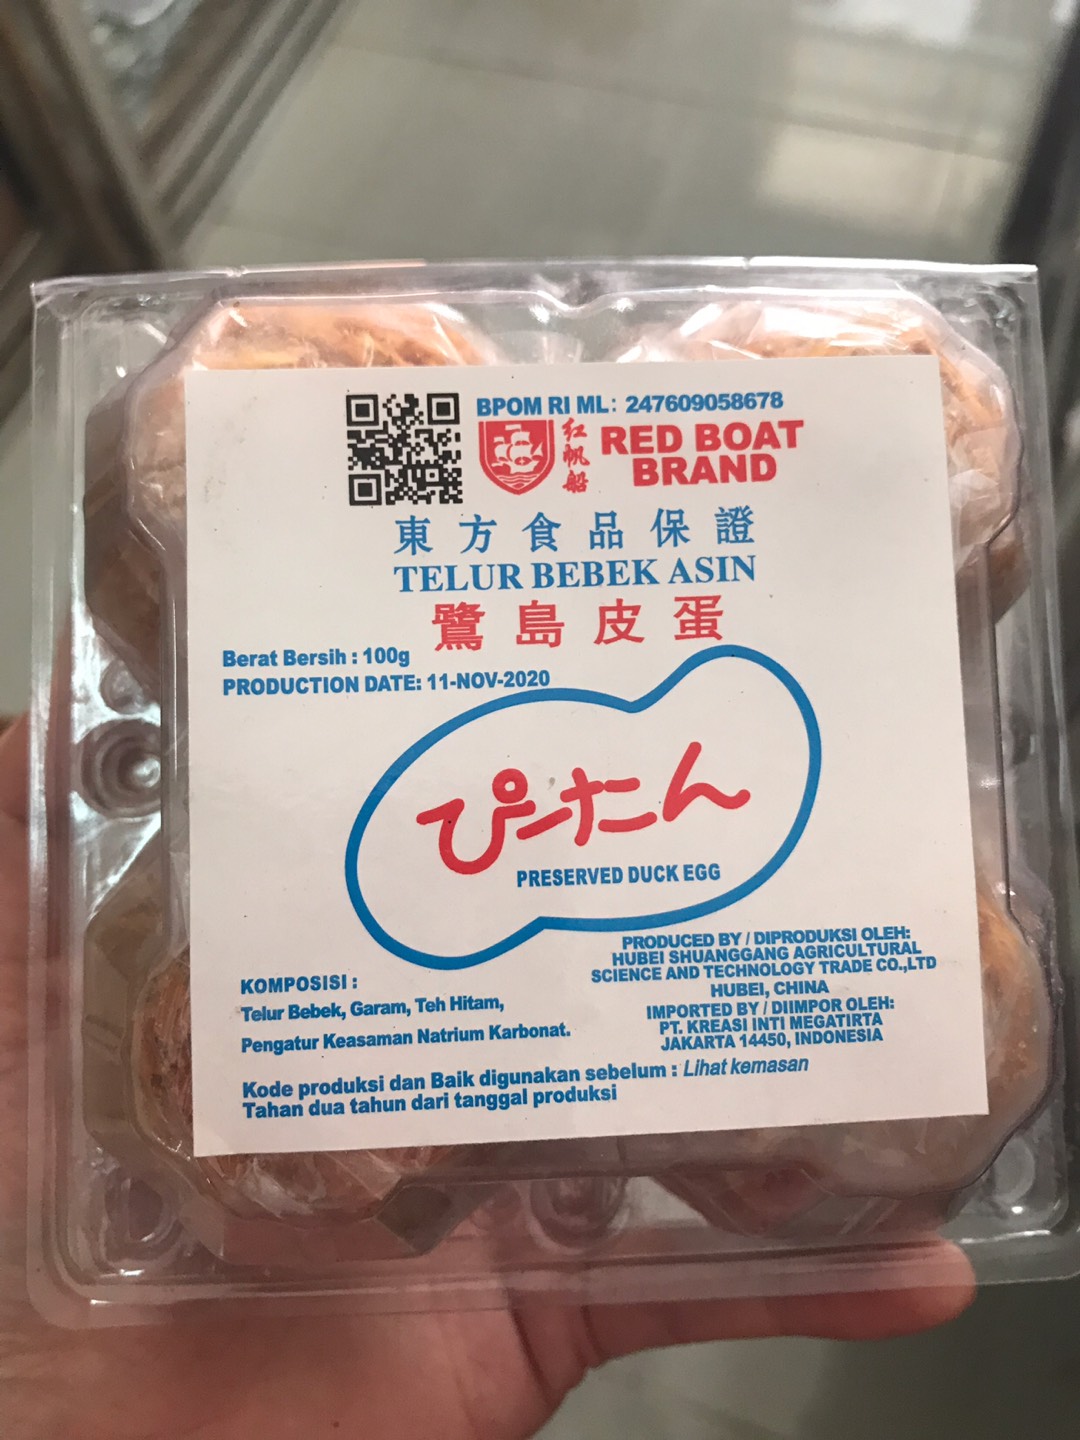 BPOM RI ML: 247609058678
红帆船
RED BOAT
BRAND
東方食品保證
TELUR BEBEK ASIN
鷺島皮蛋
Berat Bersih : 100g
PRODUCTION DATE: 11-NOV-2020
ぴーたん
PRESERVED DUCK EGG
KOMPOSISI :
Telur Bebek, Garam, Teh Hitam,
Pengatur Keasaman Natrium Karbonat.
PRODUCED BY / DIPRODUKSI OLEH:
HUBEI SHUANGGANG AGRICULTURAL
SCIENCE AND TECHNOLOGY TRADE CO.,LTD
HUBEI, CHINA
IMPORTED BY / DIIMPOR OLEH:
PT. KREASI INTI MEGATIRTA
JAKARTA 14450, INDONESIA
Kode produksi dan Baik digunakan sebelum : Lihat kemasan
Tahan dua tahun dari tanggal produksi